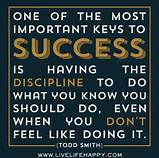 ONE OF THE MOST
IMPORTANT KEYS TO
SUCCESS
IS HAVING THE
DISCIPLINE TO DO
WHAT YOU KNOW YOU
SHOULD DO, EVEN
WHEN YOU DON'T
FEEL LIKE DOING IT.
(TODD SMITH)
WWW.LIVELIFEHAPPY.COM